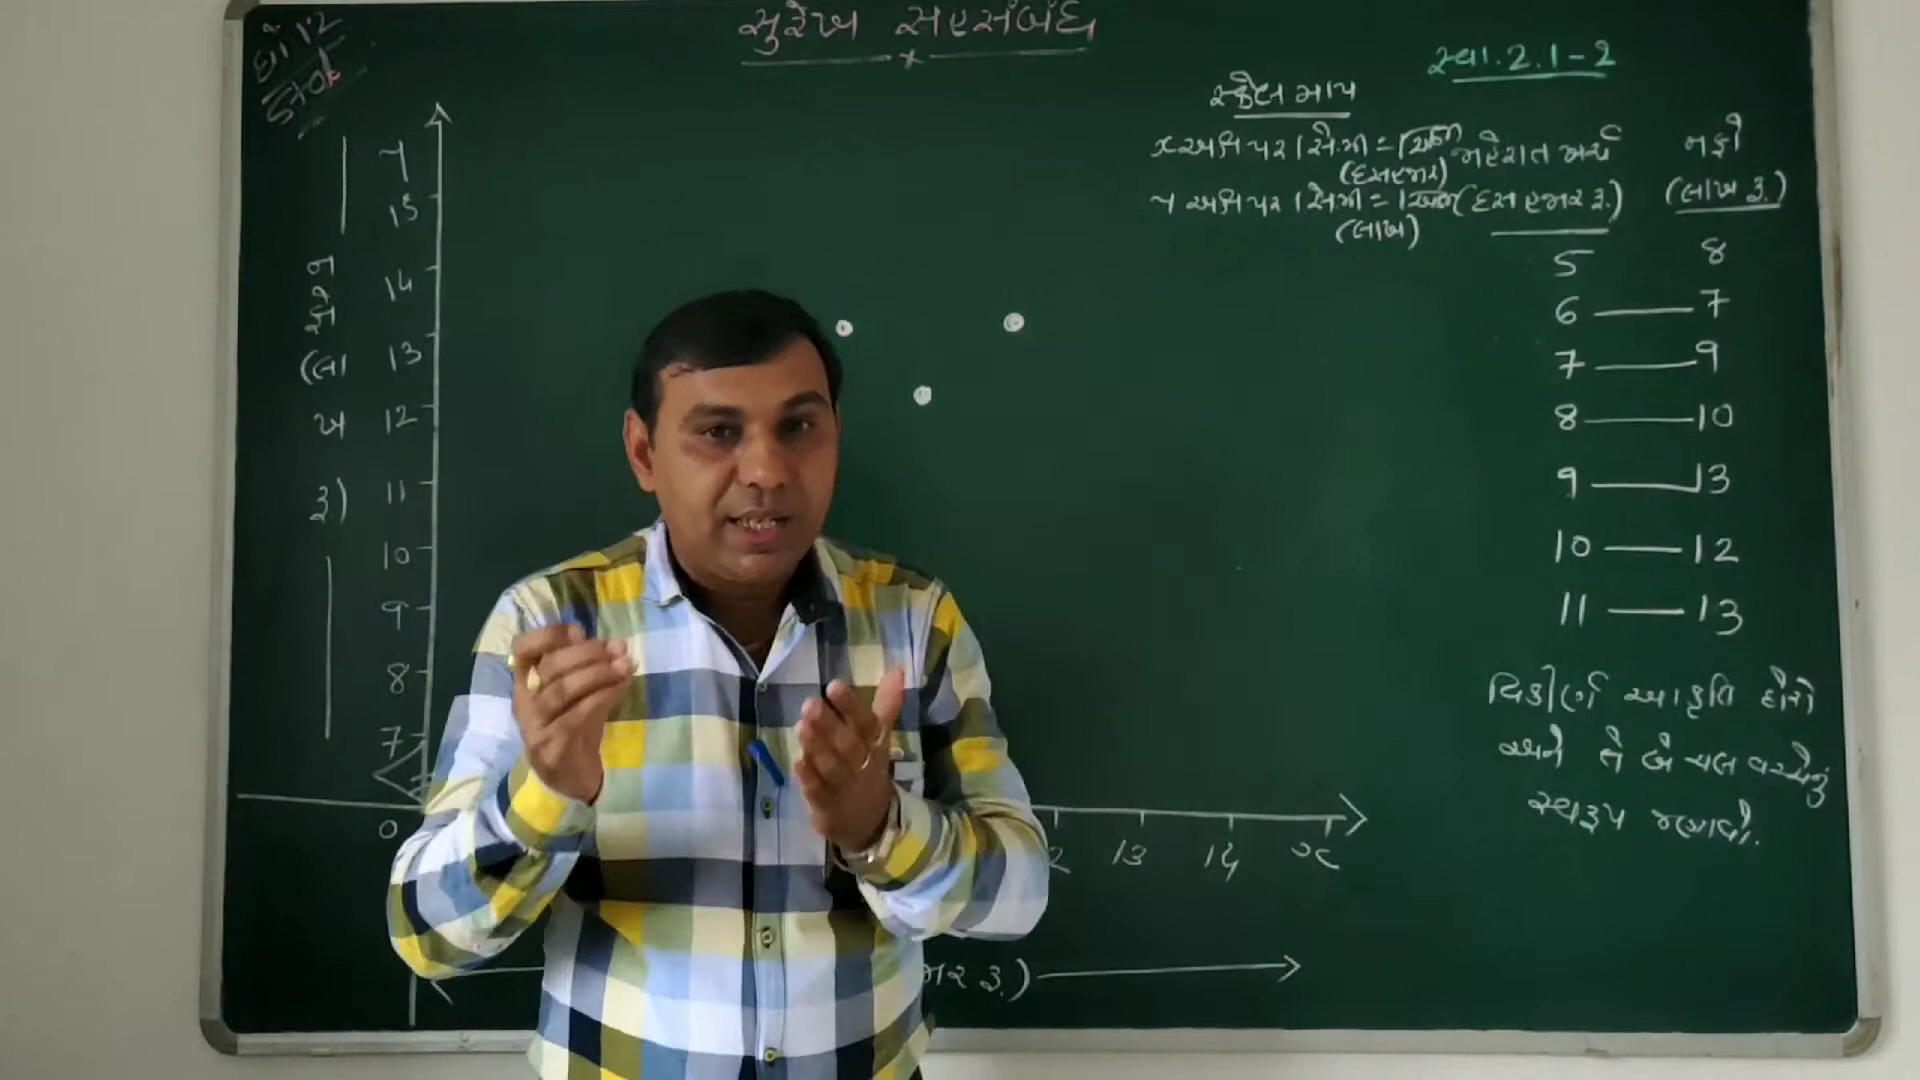 ધો.12
સુરેખ સહસંબંધ
સ્વા.2.1-2
સ્કેલ માપ
x અક્ષ પર 1 સેમી = 1 એકમ
(દસ હજાર)
y અક્ષ પર 1 સેમી = 1 એકમ
(લાખ)
જાહેરાત ખર્ચ નફો
(દસ હજાર રૂ.) (લાખ રૂ.)
5 8
6 — 7
7 — 9
8 — 10
9 — 13
10 — 12
11 — 13
વિકીર્ણ આકૃતિ દોરો
અને તે બે ચલ વચ્ચેનું
સ્વરૂપ જણાવો.
y
15
14
13
12
11
10
9
8
7
0
નફો (લાખ રૂ.)
13 14 x
જાર રૂ.)